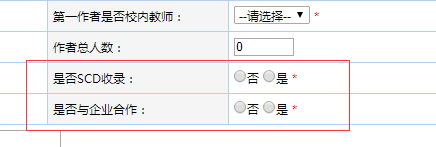 第一作者是否校内教师： --请选择-- *
作者总人数： 0
是否SCD收录： 否 是 *
是否与企业合作： 否 是 *